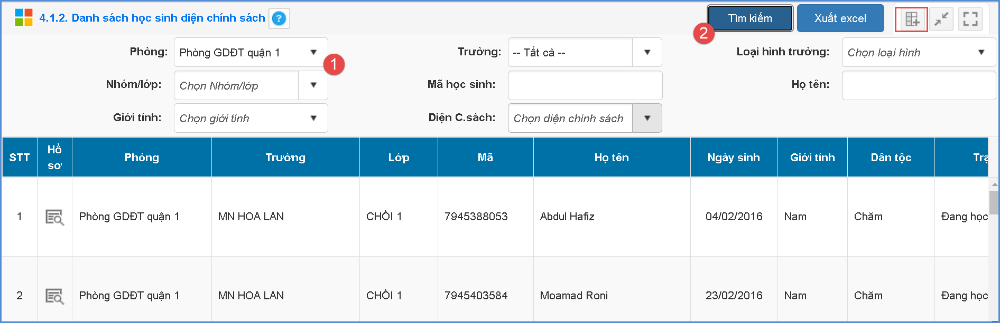 4.1.2. Danh sách học sinh diện chính sách ? Tìm kiếm Xuất excel
2
Phòng: Phòng GDĐT quận 1 Trường: -- Tất cả -- Loại hình trường: Chọn loại hình
1
Nhóm/lớp: Chọn Nhóm/lớp Mã học sinh: Họ tên:
Giới tính: Chọn giới tính Diện C.sách: Chọn diện chính sách
STT Hồ sơ Phòng Trường Lớp Mã Họ tên Ngày sinh Giới tính Dân tộc Trạ
1 Phòng GDĐT quận 1 MN HOA LAN CHỒI 1 7945388053 Abdul Hafiz 04/02/2016 Nam Chăm Đang học
2 Phòng GDĐT quận 1 MN HOA LAN CHỒI 1 7945403584 Moamad Roni 23/02/2016 Nam Chăm Đang học